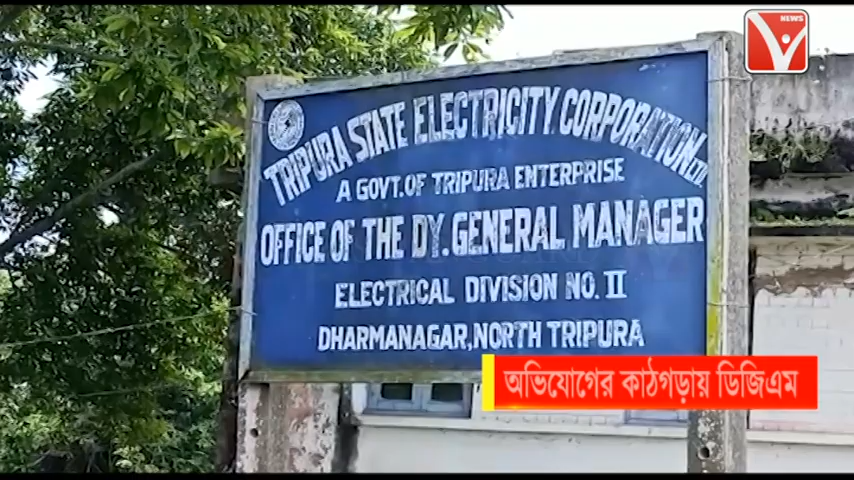 NEWS
V
TRIPURA STATE ELECTRICITY CORPORATION LTD.
A GOVT. OF TRIPURA ENTERPRISE
OFFICE OF THE DY. GENERAL MANAGER
ELECTRICAL DIVISION NO. II
DHARMANAGAR, NORTH TRIPURA
অভিযোগের কাঠগড়ায় ডিজিএম